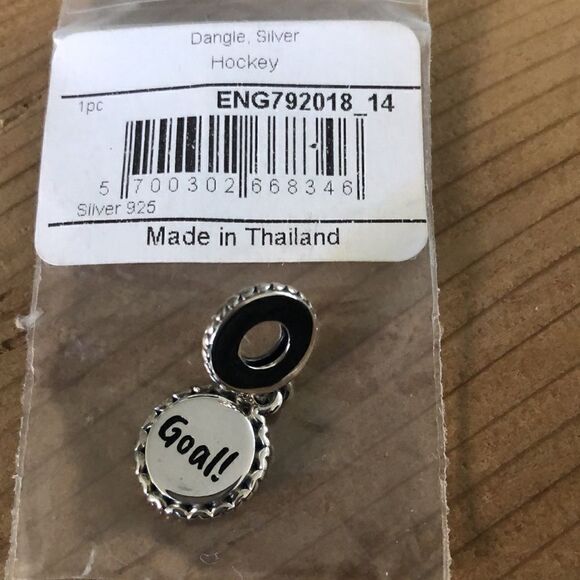 Dangle, Silver
Hockey
1pc ENG792018_14
5 700302 668346
Silver 925
Made in Thailand
Goal!